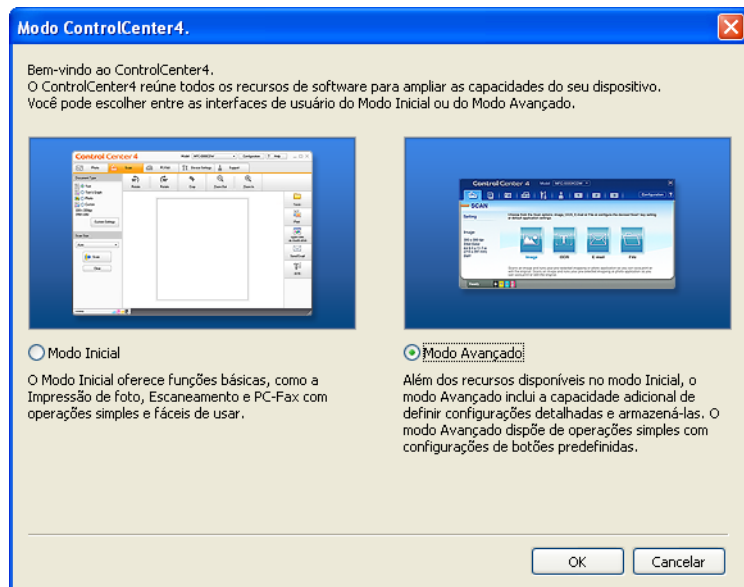 Modo ControlCenter4.
Bem-vindo ao ControlCenter4.
O ControlCenter4 reúne todos os recursos de software para ampliar as capacidades do seu dispositivo.
Você pode escolher entre as interfaces de usuário do Modo Inicial ou do Modo Avançado.
Control Center 4
Photo Scan
Support
Control Center 4
SCAN
Setting
Image
Image OCR E-mail File
Modo Inicial
O Modo Inicial oferece funções básicas, como a
Impressão de foto, Escaneamento e PC-Fax com
operações simples e fáceis de usar.
Modo Avançado
Além dos recursos disponíveis no modo Inicial, o
modo Avançado inclui a capacidade adicional de
definir configurações detalhadas e armazená-las. O
modo Avançado dispõe de operações simples com
configurações de botões predefinidas.
OK Cancelar